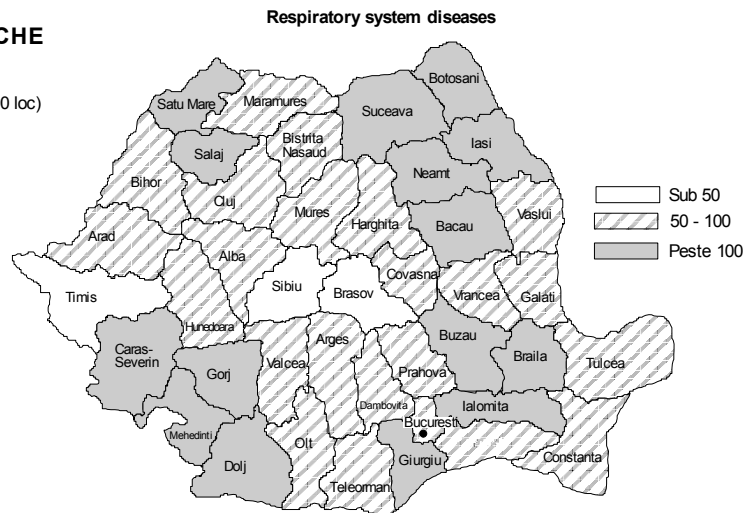 Respiratory system diseases
CHE
0 loc)
Botosani
Satu Mare
Maramures
Suceava
Iasi
Bistrita
Nasaud
Salaj
Neamt
Bihor
Cluj
Mures
Harghita
Bacau
Vaslui
Sub 50
50 - 100
Peste 100
Arad
Alba
Covasna
Timis
Sibiu
Brasov
Vrancea
Galati
Hunedoara
Caras-
Severin
Gorj
Valcea
Arges
Prahova
Buzau
Braila
Tulcea
Dambovita
Ialomita
Mehedinti
Bucuresti
Olt
Dolj
Teleorman
Giurgiu
Constanta